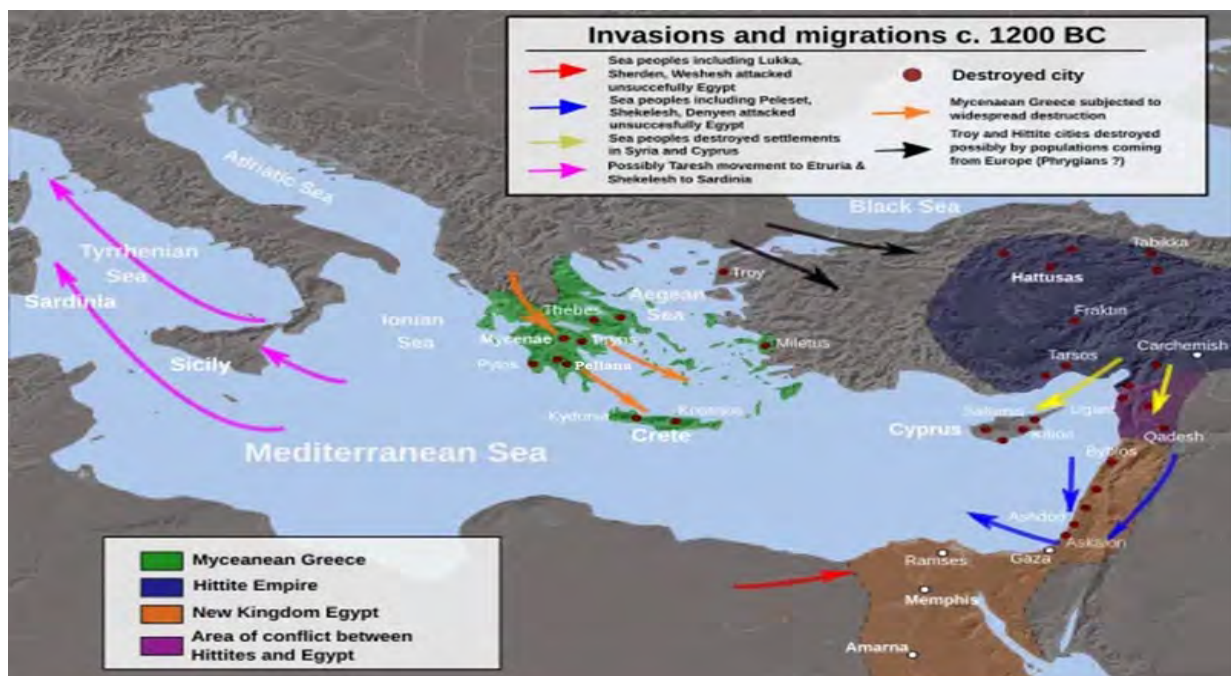 Invasions and migrations c. 1200 BC
Sea peoples including Lukka,
Sherden, Weshesh attacked
unsuccefully Egypt
Sea peoples including Peleset,
Shekelesh, Denyen attacked
unsuccesfully Egypt
Sea peoples destroyed settlements
in Syria and Cyprus
Possibly Taresh movement to Etruria &
Shekelesh to Sardinia
Destroyed city
Mycenaean Greece subjected to
widespread destruction
Troy and Hittite cities destroyed
possibly by populations coming
from Europe (Phrygians ?)
Adriatic Sea
Black Sea
Tyrrhenian
Sea
Sardinia
Sicily
Ionian
Sea
Aegean
Sea
Troy
Thebes
Mycenae
Tiryns
Pylos
Pellana
Miletus
Kydonia
Knossos
Crete
Mediterranean Sea
Tabikka
Hattusas
Fraktin
Tarsos
Carchemish
Salamis
Ugarit
Cyprus
Kition
Qadesh
Byblos
Ashdod
Askalon
Gaza
Ramses
Memphis
Amarna
Myceanean Greece
Hittite Empire
New Kingdom Egypt
Area of conflict between
Hittites and Egypt